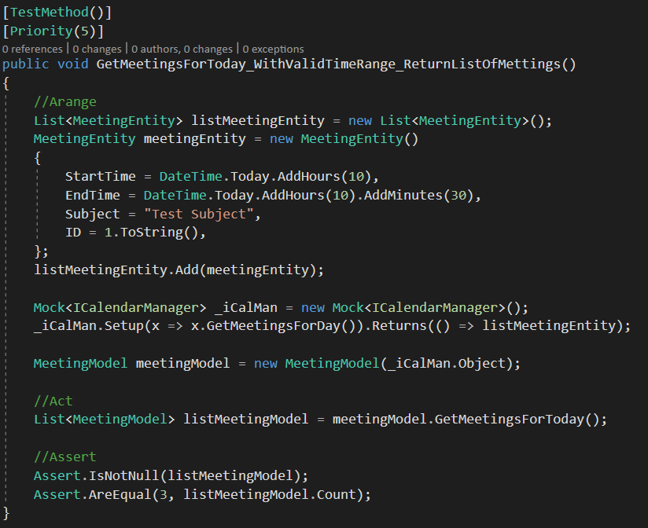 [TestMethod()]
[Priority(5)]
0 references | 0 changes | 0 authors, 0 changes | 0 exceptions
public void GetMeetingsForToday_WithValidTimeRange_ReturnListOfMettings()
{
    //Arange
    List<MeetingEntity> listMeetingEntity = new List<MeetingEntity>();
    MeetingEntity meetingEntity = new MeetingEntity()
    {
        StartTime = DateTime.Today.AddHours(10),
        EndTime = DateTime.Today.AddHours(10).AddMinutes(30),
        Subject = "Test Subject",
        ID = 1.ToString(),
    };
    listMeetingEntity.Add(meetingEntity);

    Mock<ICalendarManager> _iCalMan = new Mock<ICalendarManager>();
    _iCalMan.Setup(x => x.GetMeetingsForDay()).Returns(() => listMeetingEntity);

    MeetingModel meetingModel = new MeetingModel(_iCalMan.Object);

    //Act
    List<MeetingModel> listMeetingModel = meetingModel.GetMeetingsForToday();

    //Assert
    Assert.IsNotNull(listMeetingModel);
    Assert.AreEqual(3, listMeetingModel.Count);
}